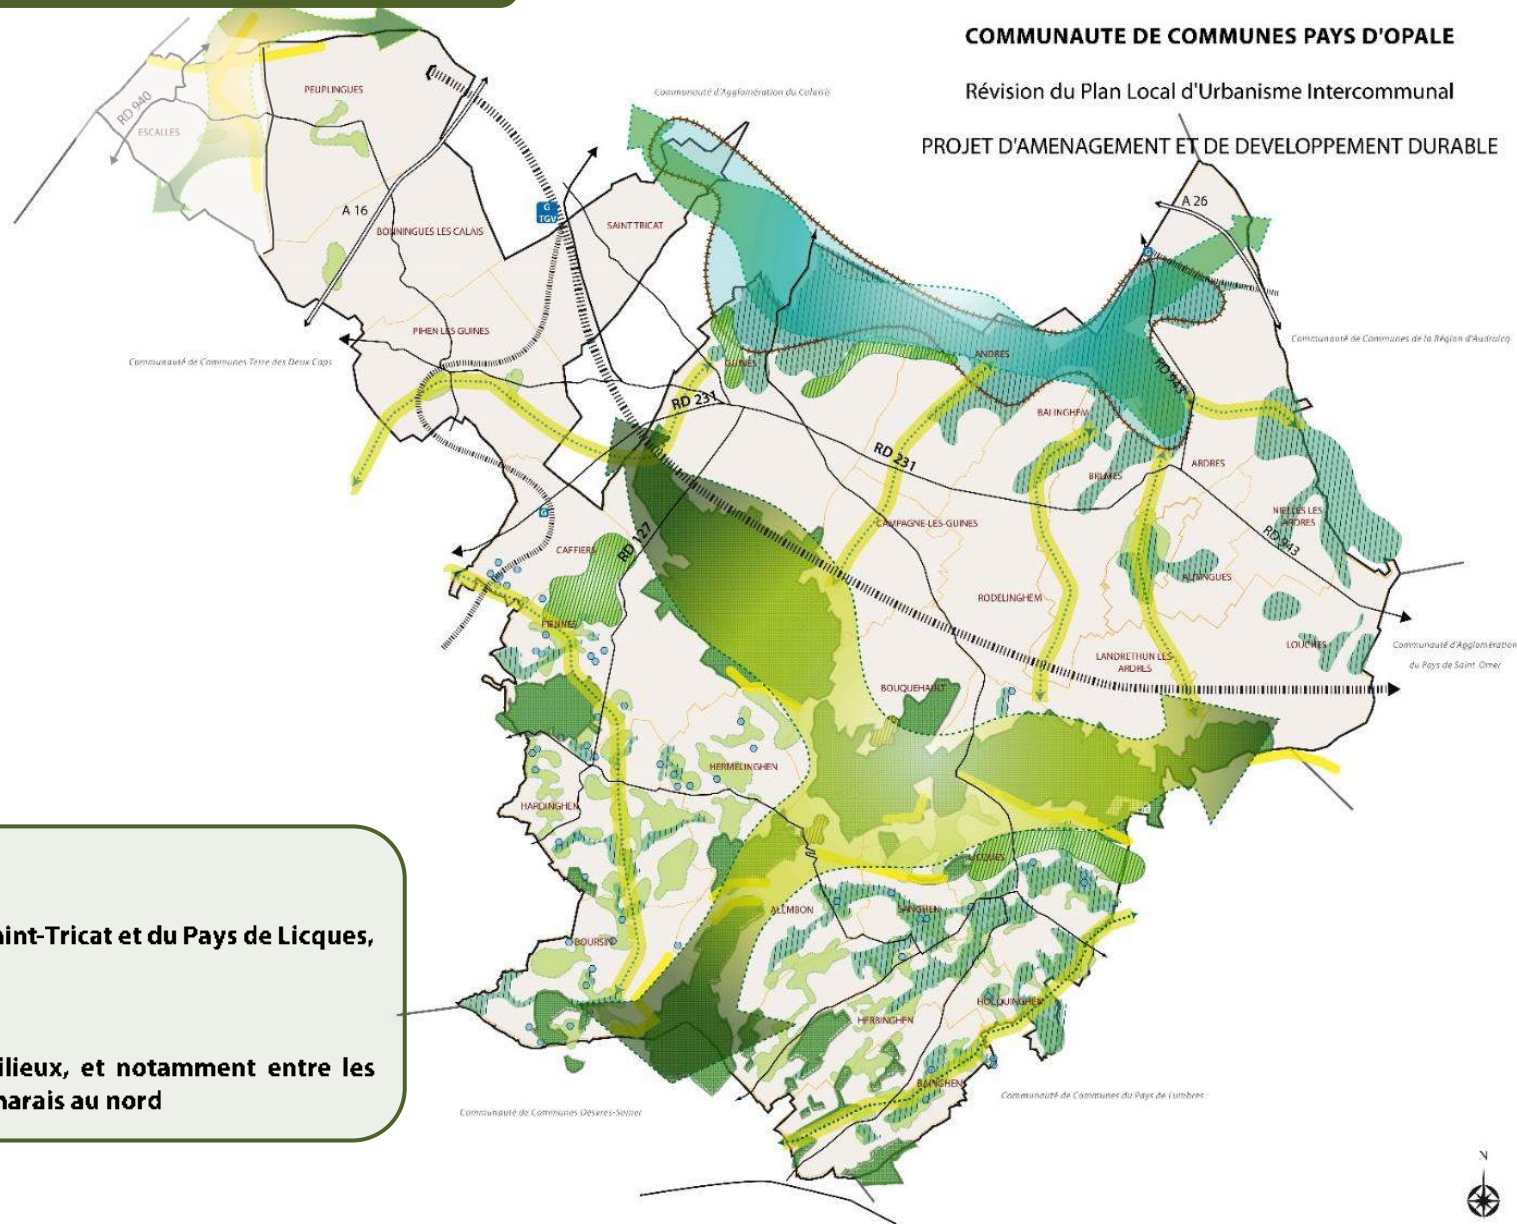 COMMUNAUTE DE COMMUNES PAYS D'OPALE
Révision du Plan Local d'Urbanisme Intercommunal
PROJET D'AMENAGEMENT ET DE DEVELOPPEMENT DURABLE
Communauté d'Agglomération du Calaisis
PEUPLINGUES
RD 940
ESCALLES
A 16
BONNINGUES LES CALAIS
G
TGV
SAINT TRICAT
A 26
G
PIHEN LES GUINES
Communauté de Communes Terre des Deux Caps
Communauté de Communes de la Région d'Audruicq
GUINES
ANDRES
RD 943
RD 231
BALINGHEM
RD 231
BREMES
ARDRES
G
CAMPAGNE-LES-GUINES
NIELLES LES
ARDRES
RD 943
CAFFIERS
RD 127
AUTINGUES
RODELINGHEM
FIENNES
LOUCHES
Communauté d'Agglomération
du Pays de Saint Omer
LANDRETHUN LES
ARDRES
BOUQUEHAULT
HERMELINGHEN
HARDINGHEN
LICQUES
ALEMBON
SANGHEN
BOURSIN
aint-Tricat et du Pays de Licques,
HOCQUINGHEN
HERBINGHEN
ilieux, et notamment entre les
narais au nord
BAINGHEN
Communauté de Communes du Pays de Lumbres
Communauté de Communes Desvres-Samer
N